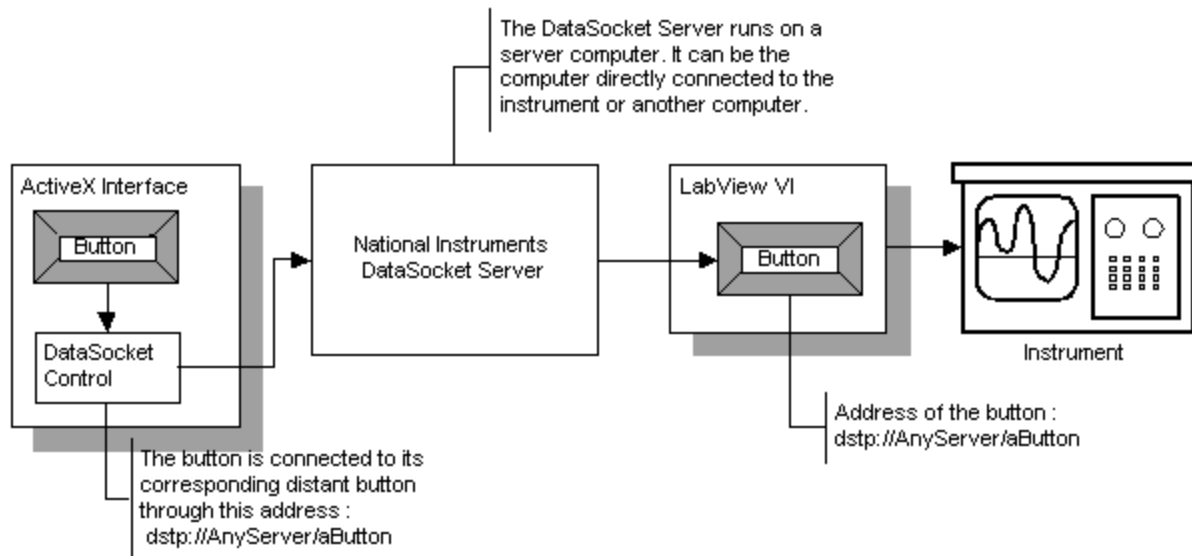 The DataSocket Server runs on a
server computer. It can be the
computer directly connected to the
instrument or another computer.
ActiveX Interface
Button
DataSocket
Control
National Instruments
DataSocket Server
LabView VI
Button
Instrument
Address of the button :
dstp://AnyServer/aButton
The button is connected to its
corresponding distant button
through this address :
dstp://AnyServer/aButton